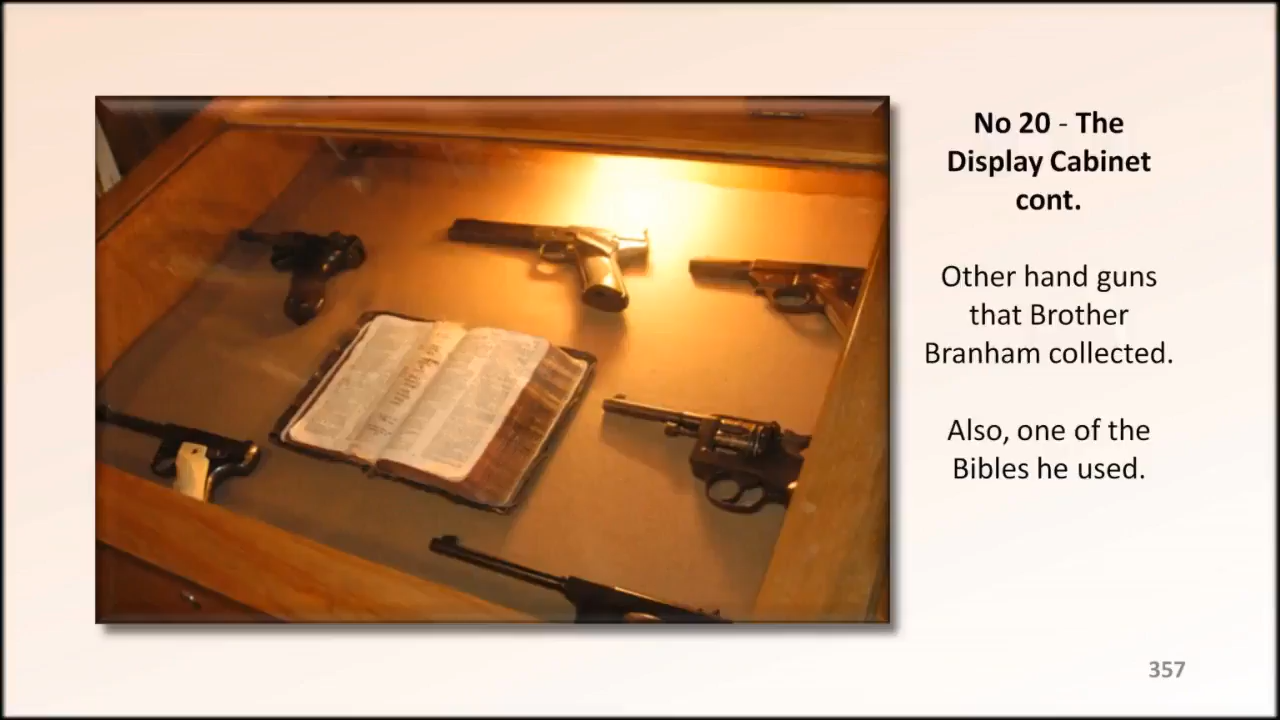 No 20 - The
Display Cabinet
cont.
Other hand guns
that Brother
Branham collected.
Also, one of the
Bibles he used.
357